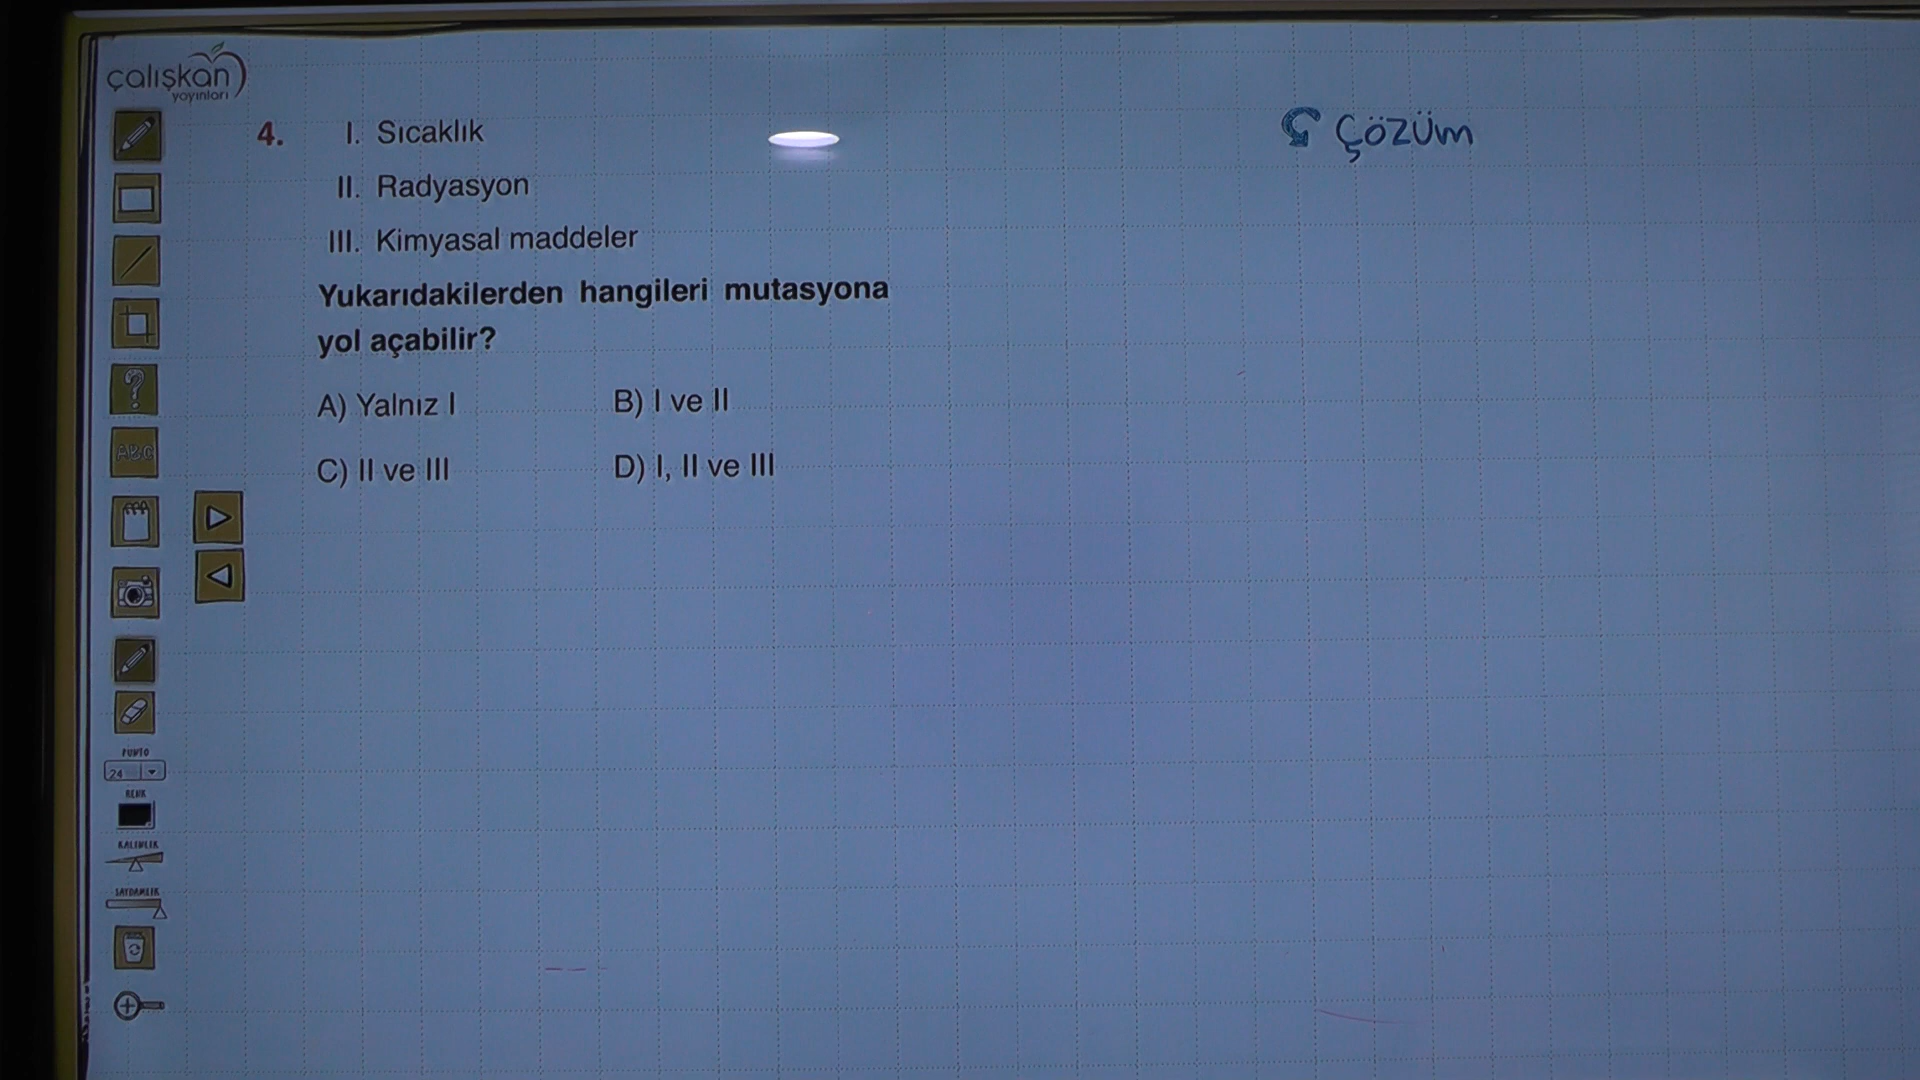 çalışkan
yayınları
4. I. Sıcaklık
II. Radyasyon
III. Kimyasal maddeler
Yukarıdakilerden hangileri mutasyona
yol açabilir?
A) Yalnız I B) I ve II
C) II ve III D) I, II ve III
Çözüm
ABC
PUNTO
24
RENK
KALINLIK
SAYDAMLIK